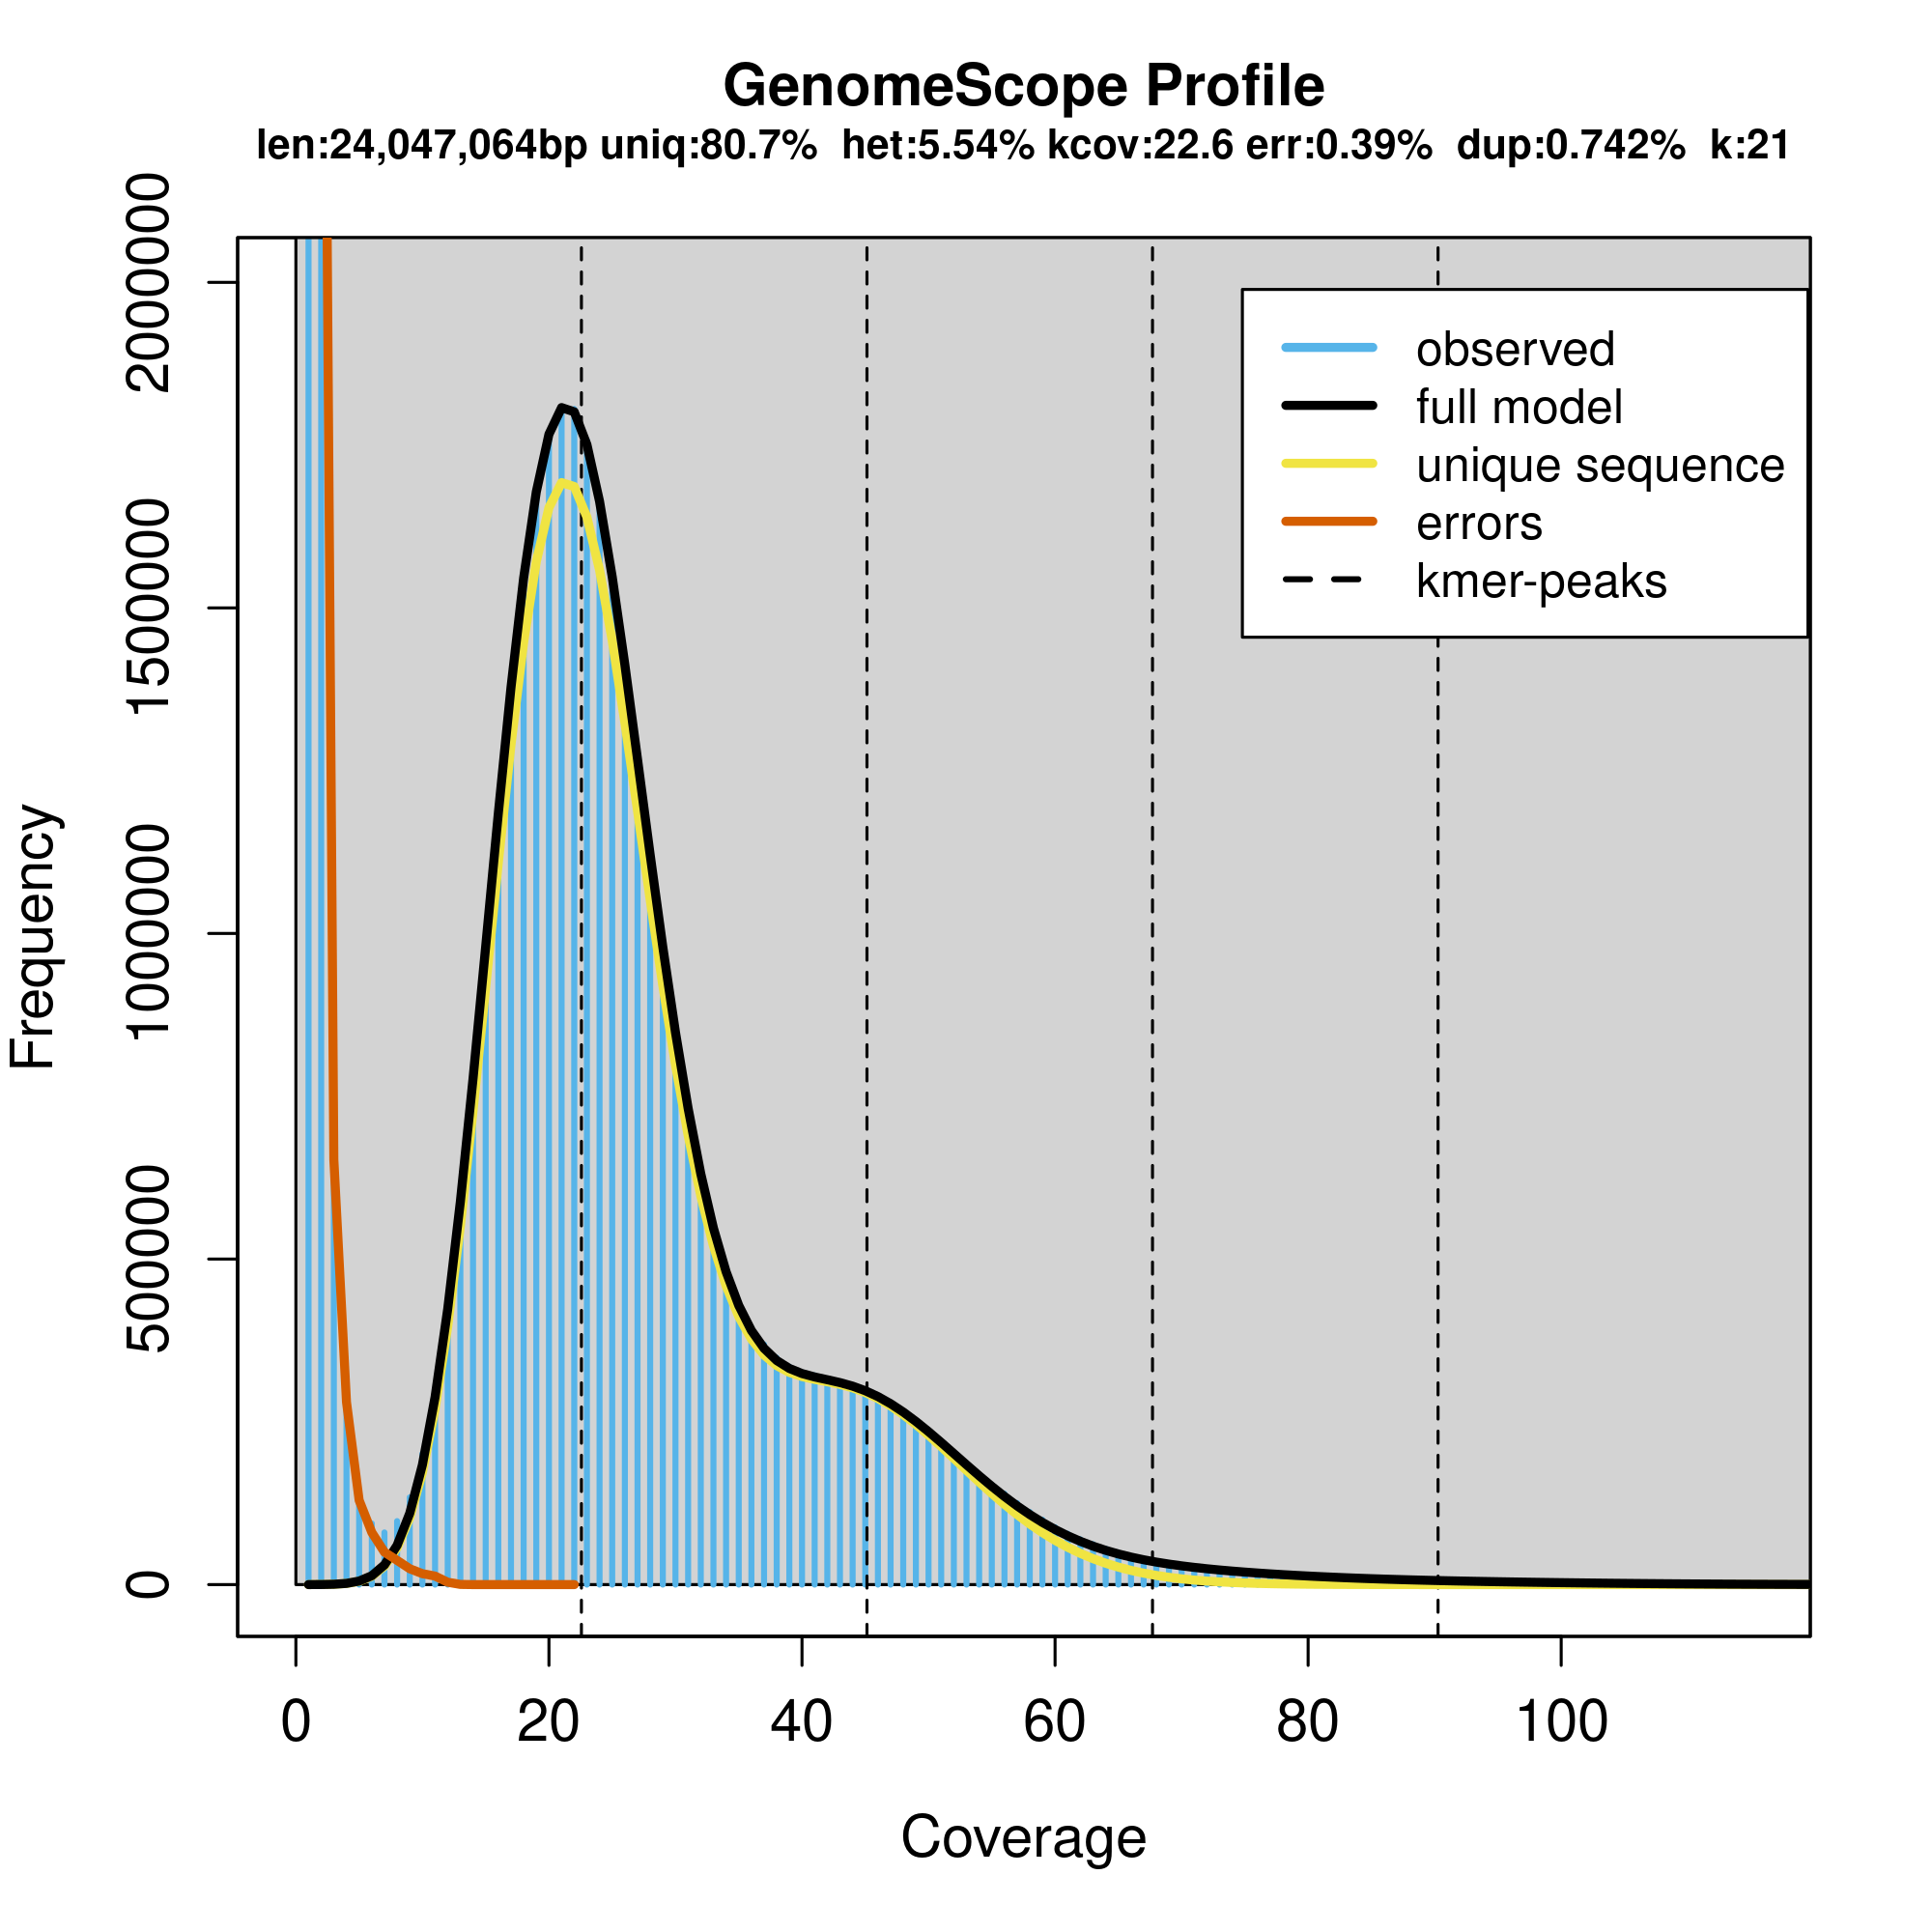 GenomeScope Profile
len:24,047,064bp uniq:80.7% het:5.54% kcov:22.6 err:0.39% dup:0.742% k:21
Frequency
2000000
1500000
1000000
500000
0
observed
full model
unique sequence
errors
kmer-peaks
0 20 40 60 80 100
Coverage